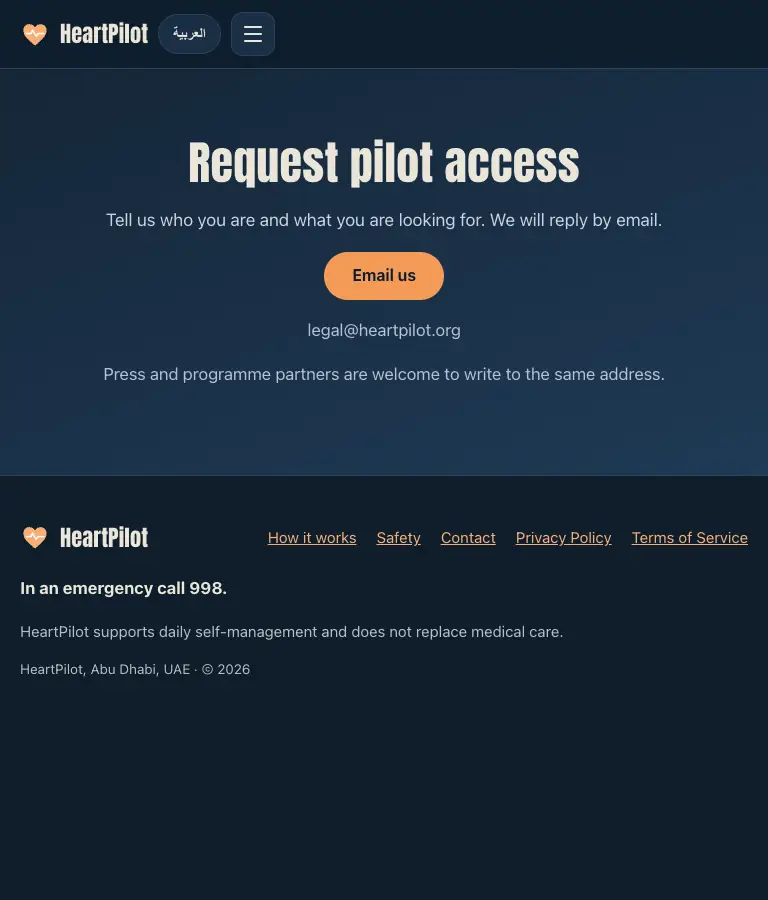 HeartPilot
العربية
Request pilot access
Tell us who you are and what you are looking for. We will reply by email.
Email us
legal@heartpilot.org
Press and programme partners are welcome to write to the same address.
HeartPilot
How it works Safety Contact Privacy Policy Terms of Service
In an emergency call 998.
HeartPilot supports daily self-management and does not replace medical care.
HeartPilot, Abu Dhabi, UAE · © 2026